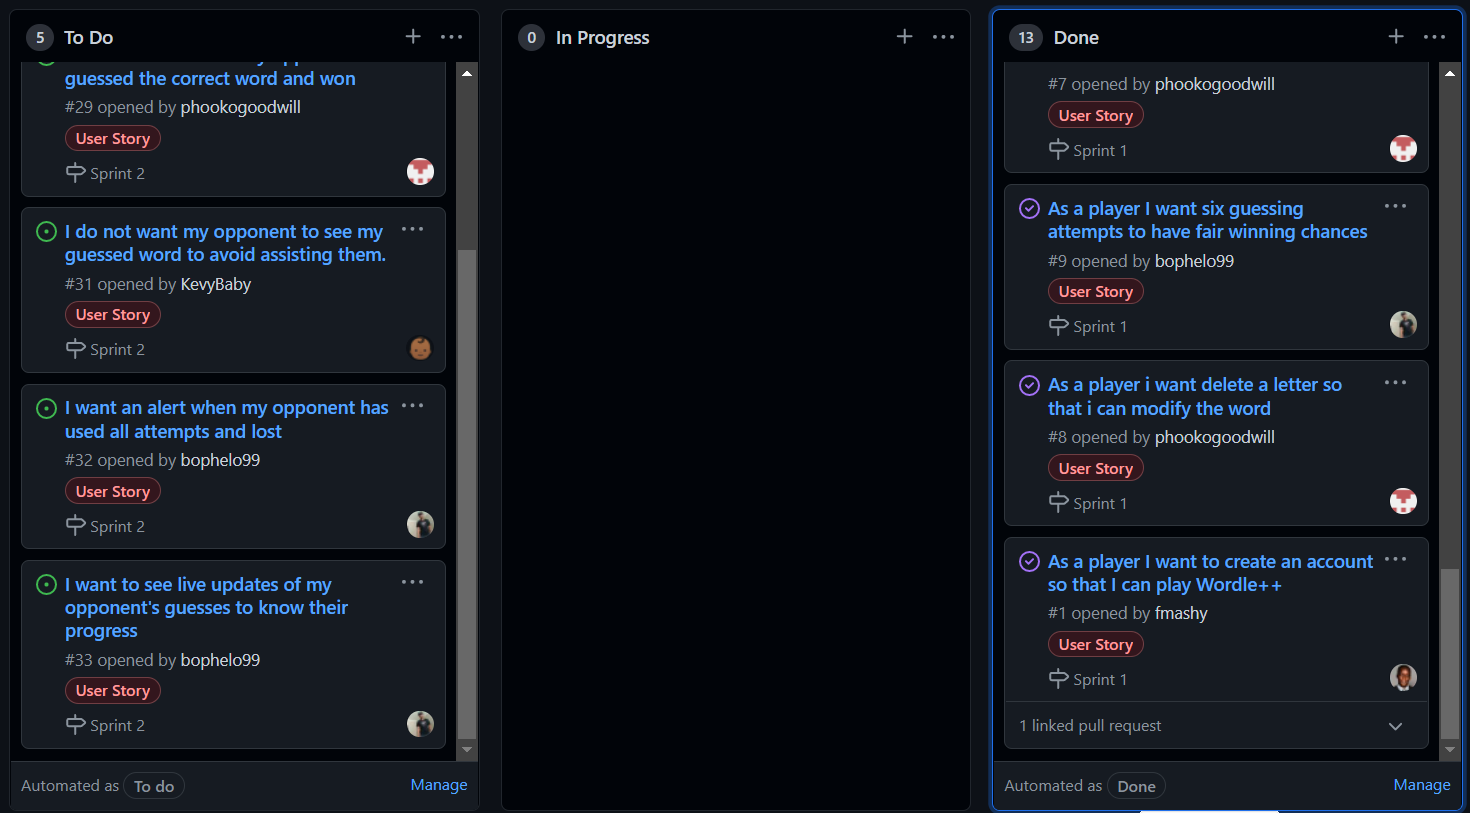 5 To Do
guessed the correct word and won
#29 opened by phookogoodwill
User Story
Sprint 2
I do not want my opponent to see my
guessed word to avoid assisting them.
#31 opened by KevyBaby
User Story
Sprint 2
I want an alert when my opponent has
used all attempts and lost
#32 opened by bophelo99
User Story
Sprint 2
I want to see live updates of my
opponent's guesses to know their
progress
#33 opened by bophelo99
User Story
Sprint 2
Automated as To do Manage
0 In Progress
13 Done
#7 opened by phookogoodwill
User Story
Sprint 1
As a player I want six guessing
attempts to have fair winning chances
#9 opened by bophelo99
User Story
Sprint 1
As a player i want delete a letter so
that i can modify the word
#8 opened by phookogoodwill
User Story
Sprint 1
As a player I want to create an account
so that I can play Wordle++
#1 opened by fmashy
User Story
Sprint 1
1 linked pull request
Automated as Done Manage